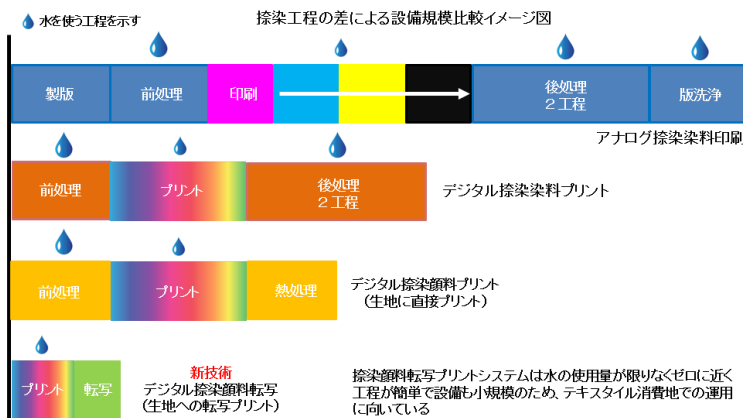 水を使う工程を示す
捺染工程の差による設備規模比較イメージ図
製版
前処理
印刷
後処理
2工程
版洗浄
アナログ捺染染料印刷
前処理
プリント
後処理
2工程
デジタル捺染染料プリント
前処理
プリント
熱処理
デジタル捺染顔料プリント
(生地に直接プリント)
プリント
転写
新技術
デジタル捺染顔料転写
(生地への転写プリント)
捺染顔料転写プリントシステムは水の使用量が限りなくゼロに近く
工程が簡単で設備も小規模のため、テキスタイル消費地での運用
に向いている